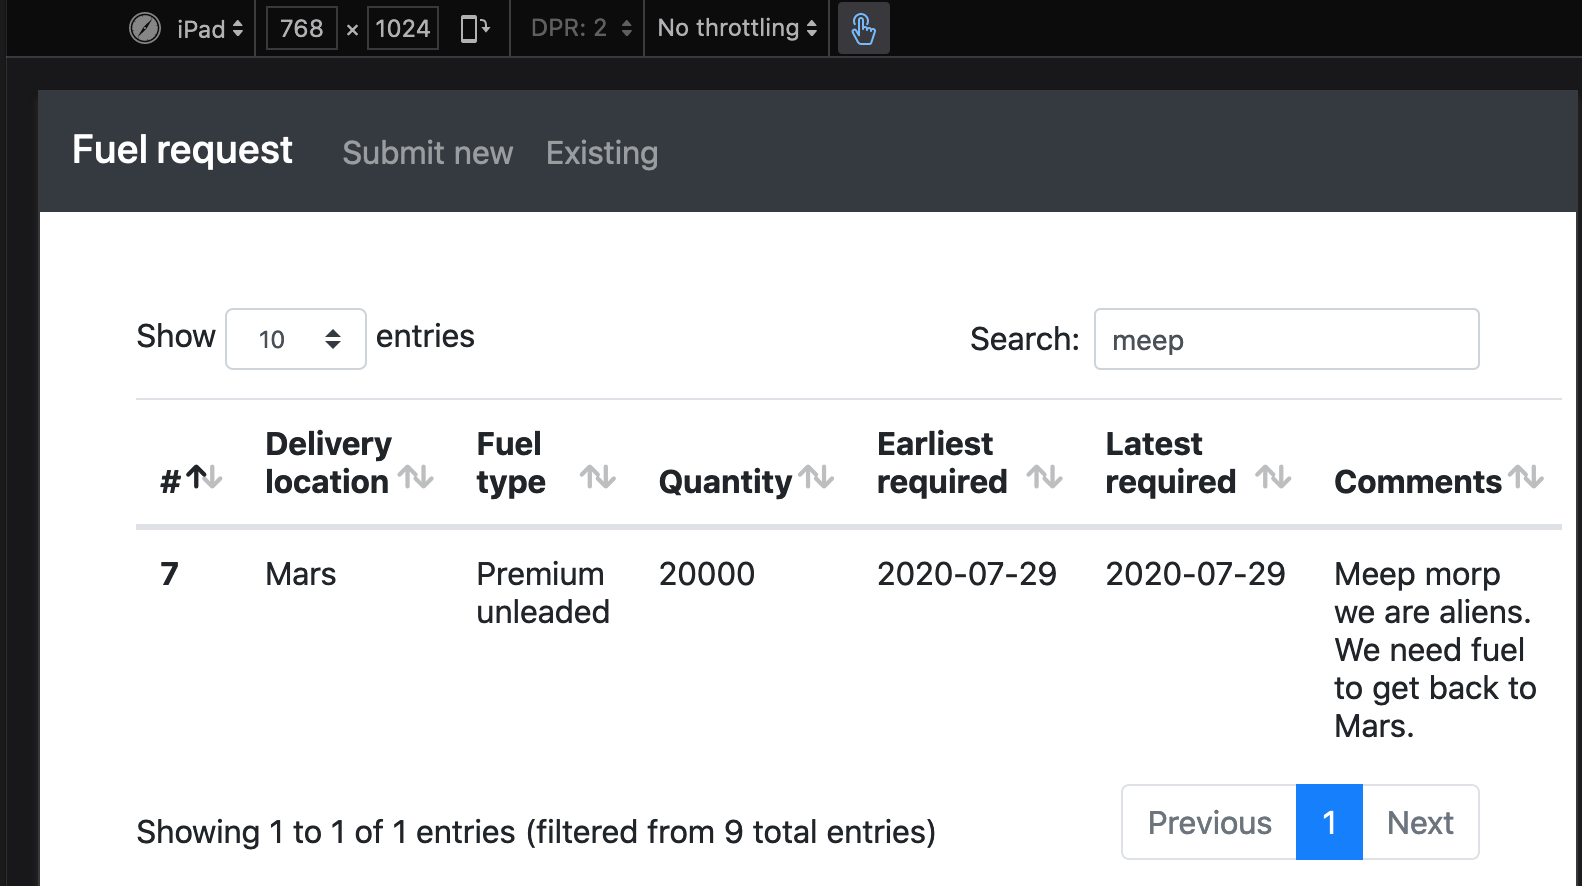 iPad 768 × 1024 DPR: 2 No throttling
Fuel request Submit new Existing
Show 10 entries Search: meep
# Delivery location Fuel type Quantity Earliest required Latest required Comments
7 Mars Premium unleaded 20000 2020-07-29 2020-07-29 Meep morp
we are aliens.
We need fuel
to get back to
Mars.
Showing 1 to 1 of 1 entries (filtered from 9 total entries) Previous 1 Next